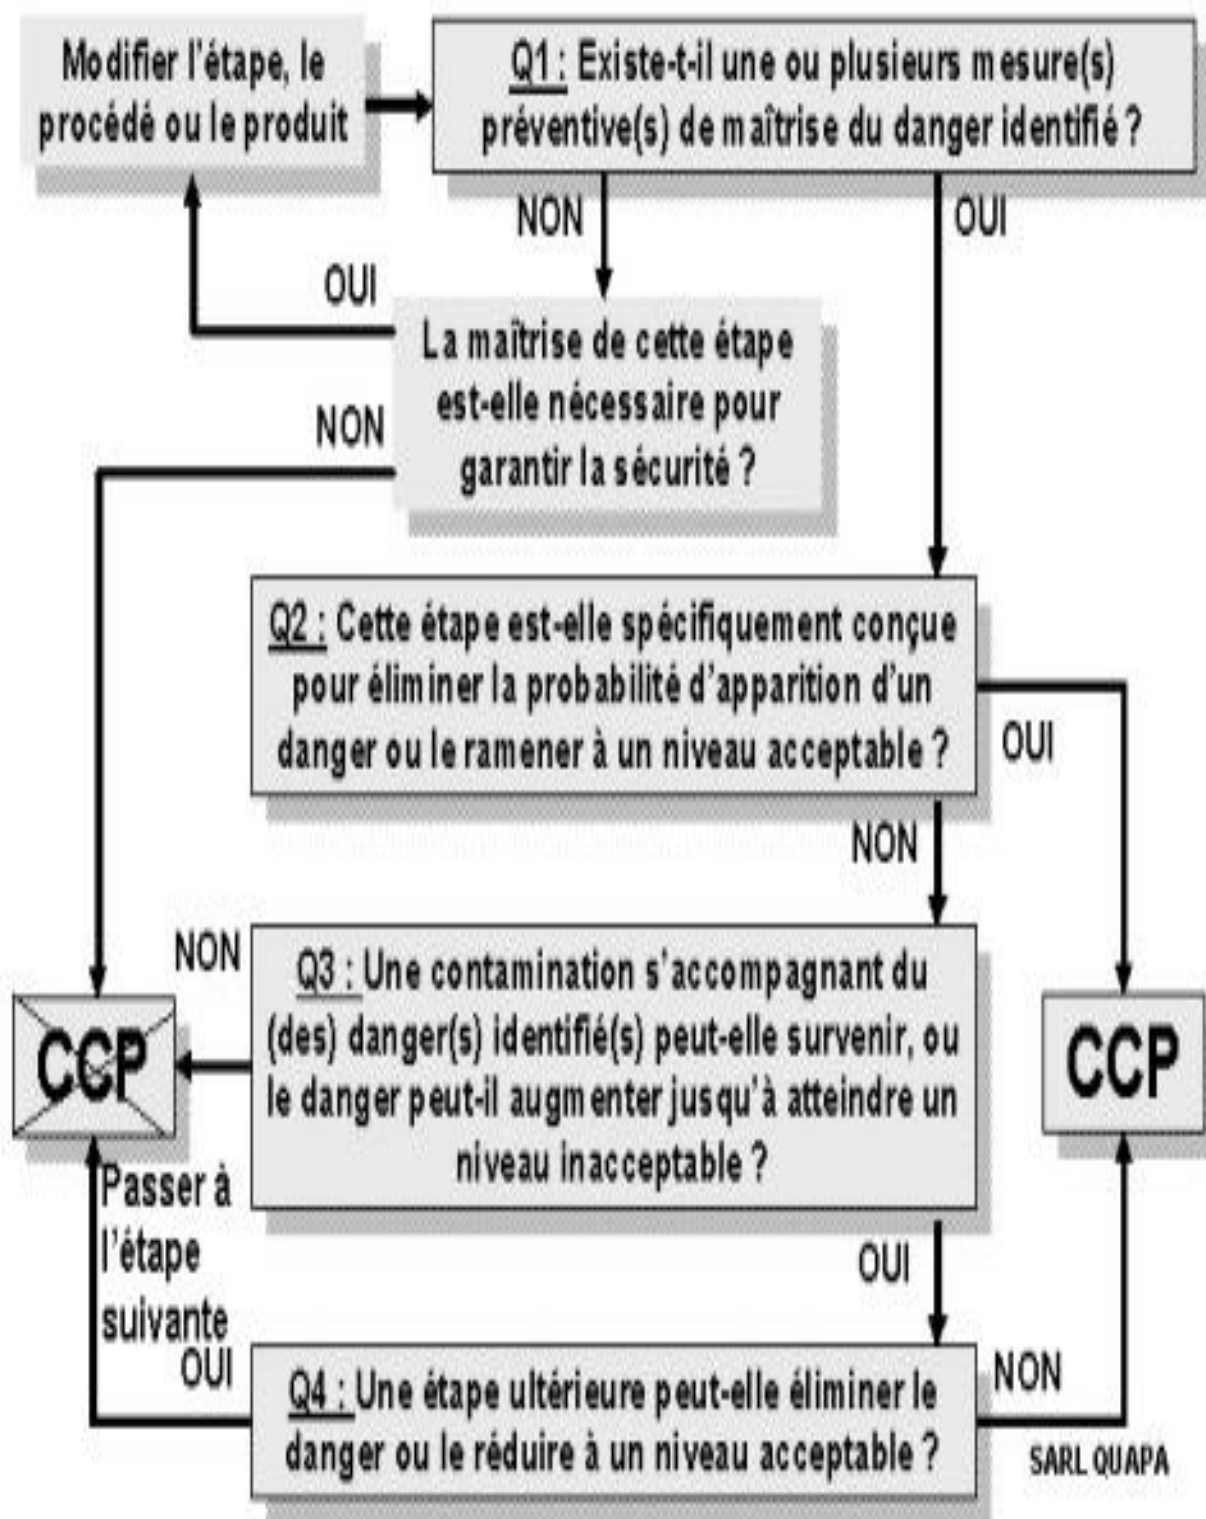 Modifier l'étape, le
procédé ou le produit
Q1 : Existe-t-il une ou plusieurs mesure(s)
préventive(s) de maîtrise du danger identifié ?
NON
OUI
OUI
La maîtrise de cette étape
est-elle nécessaire pour
garantir la sécurité ?
NON
Q2 : Cette étape est-elle spécifiquement conçue
pour éliminer la probabilité d'apparition d'un
danger ou le ramener à un niveau acceptable ?
OUI
NON
NON
Q3 : Une contamination s'accompagnant du
(des) danger(s) identifié(s) peut-elle survenir, ou
le danger peut-il augmenter jusqu'à atteindre un
niveau inacceptable ?
CCP
CCP
Passer à
l'étape
suivante
OUI
OUI
Q4 : Une étape ultérieure peut-elle éliminer le
danger ou le réduire à un niveau acceptable ?
NON
SARL QUAPA